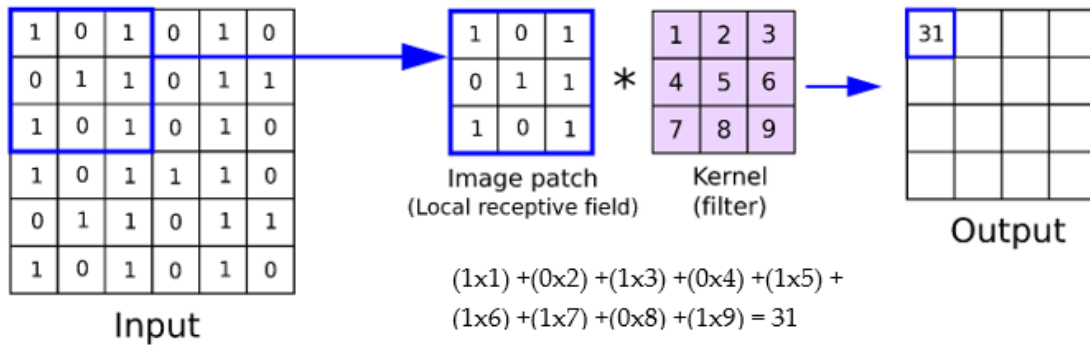 1 0 1 0 1 0
0 1 1 0 1 1
1 0 1 0 1 0
1 0 1 1 1 0
0 1 1 0 1 1
1 0 1 0 1 0
Input
1 0 1
0 1 1
1 0 1
Image patch
(Local receptive field)
*
1 2 3
4 5 6
7 8 9
Kernel
(filter)
31
Output
(1x1) +(0x2) +(1x3) +(0x4) +(1x5) +
(1x6) +(1x7) +(0x8) +(1x9) = 31